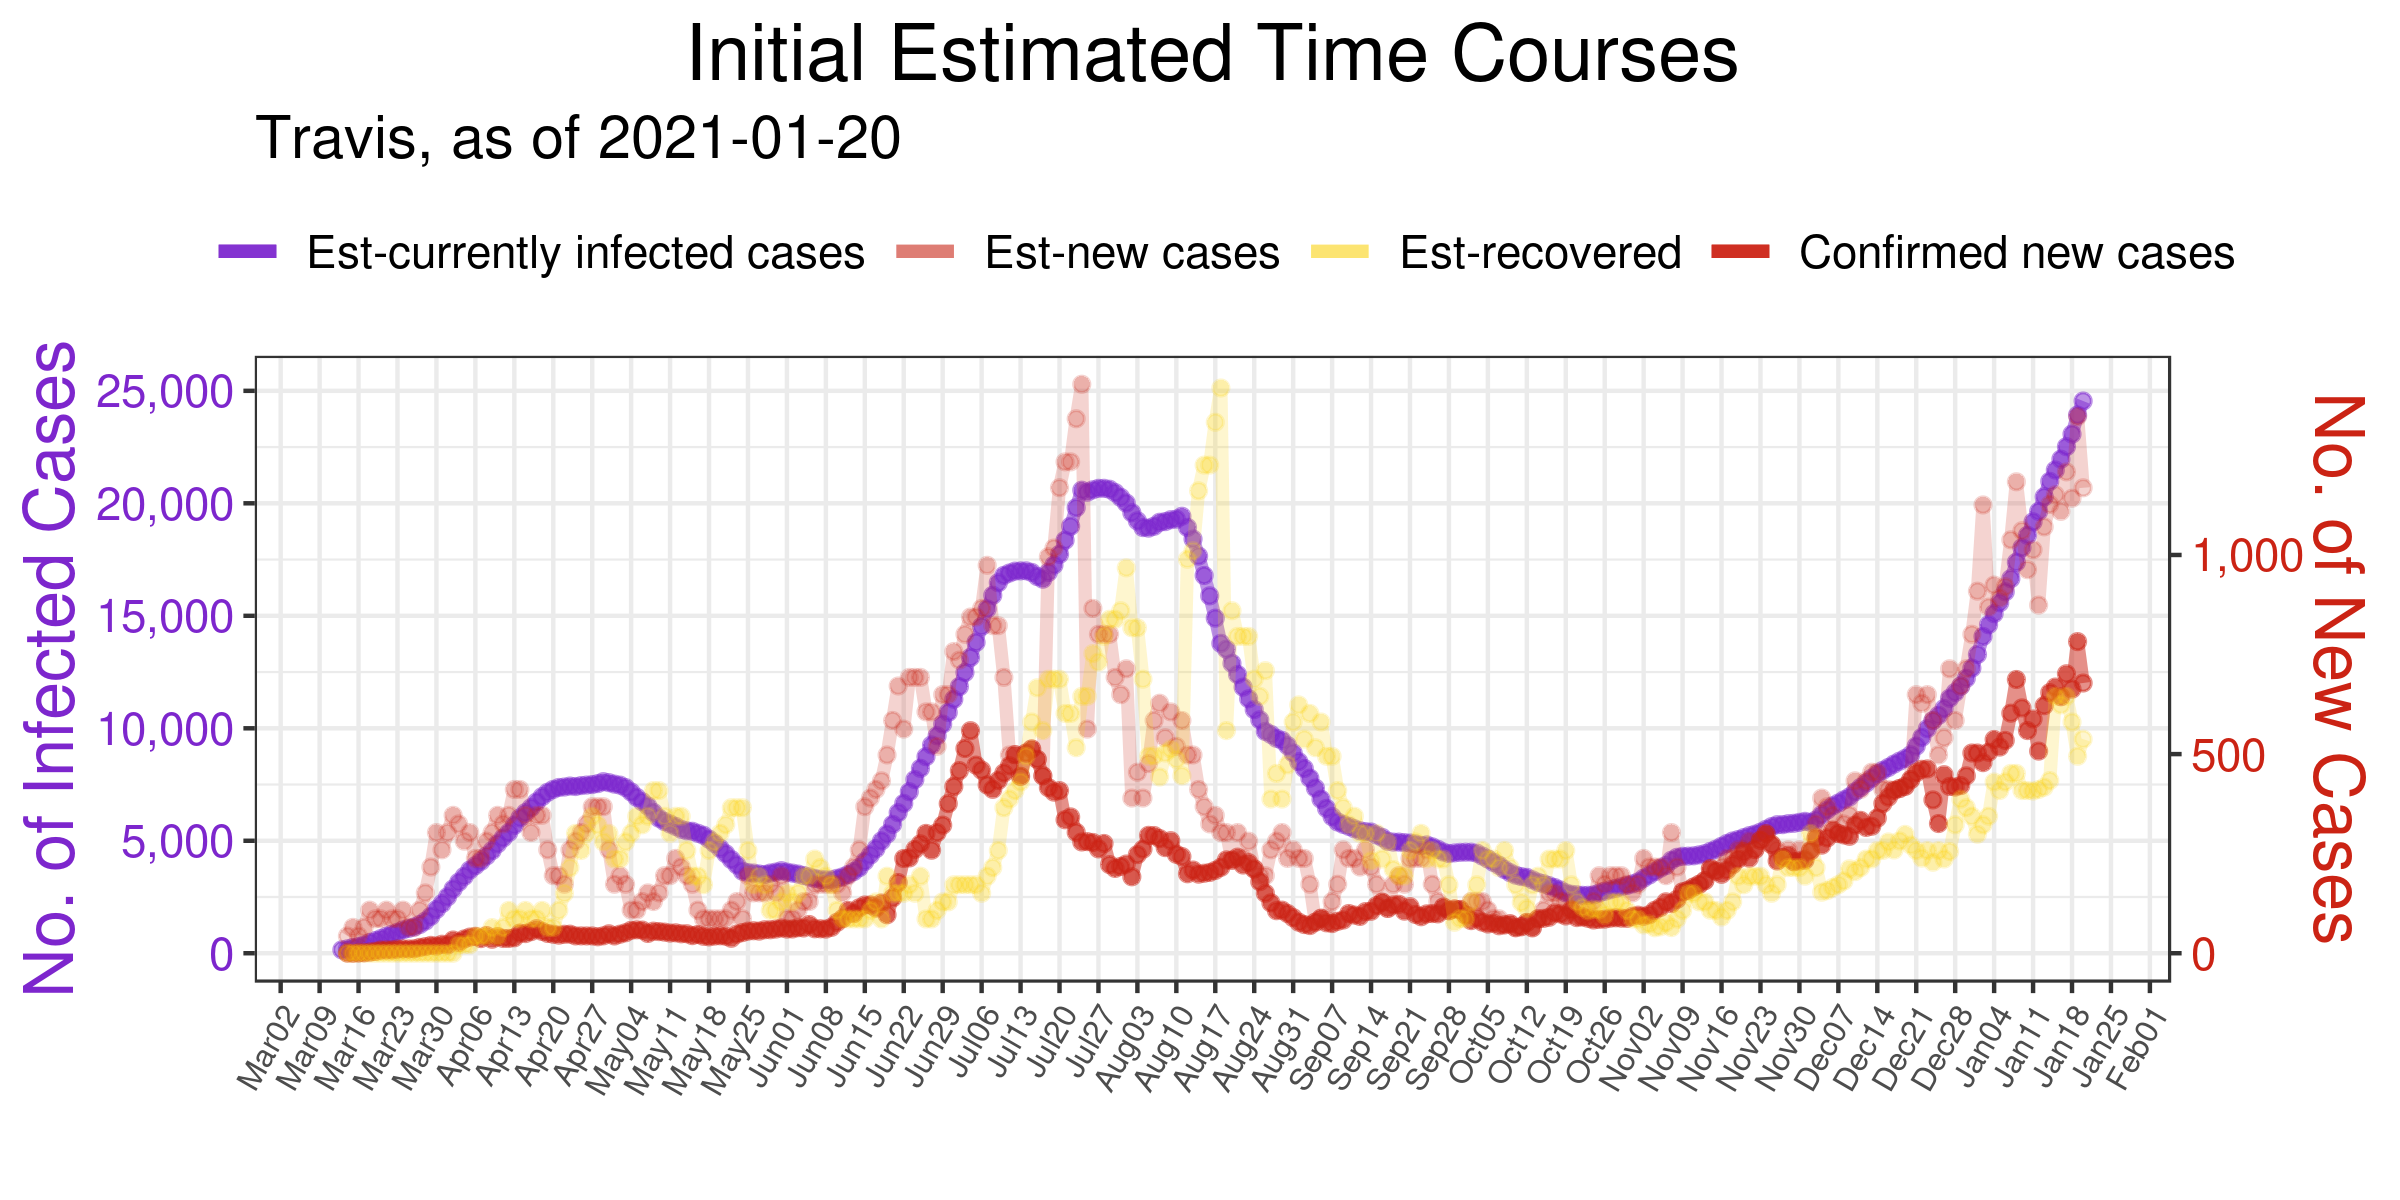 Initial Estimated Time Courses
Travis, as of 2021-01-20
Est-currently infected cases
Est-new cases
Est-recovered
Confirmed new cases
No. of Infected Cases
25,000
20,000
15,000
10,000
5,000
0
No. of New Cases
1,000
500
0
Mar02
Mar09
Mar16
Mar23
Mar30
Apr06
Apr13
Apr20
Apr27
May04
May11
May18
May25
Jun01
Jun08
Jun15
Jun22
Jun29
Jul06
Jul13
Jul20
Jul27
Aug03
Aug10
Aug17
Aug24
Aug31
Sep07
Sep14
Sep21
Sep28
Oct05
Oct12
Oct19
Oct26
Nov02
Nov09
Nov16
Nov23
Nov30
Dec07
Dec14
Dec21
Dec28
Jan04
Jan11
Jan18
Jan25
Feb01